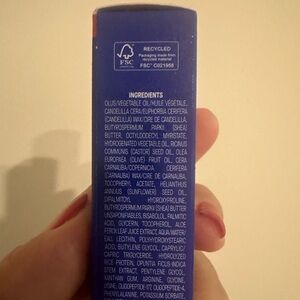 FSC
RECYCLED
Packaging made from
recycled material
FSC® C021958
INGREDIENTS
OLUS/VEGETABLE OIL/HUILE VÉGÉTALE,
CANDELILLA CERA/EUPHORBIA CERIFERA
(CANDELILLA) WAX/CIRE DE CANDELILLA,
BUTYROSPERMUM PARKII (SHEA)
BUTTER, OCTYLDODECYL MYRISTATE,
HYDROGENATED VEGETABLE OIL, RICINUS
COMMUNIS (CASTOR) SEED OIL, OLEA
EUROPAEA (OLIVE) FRUIT OIL, CERA
CARNAUBA/COPERNICIA CERIFERA
(CARNAUBA) WAX/CIRE DE CARNAUBA,
TOCOPHERYL ACETATE, HELIANTHUS
ANNUUS (SUNFLOWER) SEED OIL,
DIPALMITOYL HYDROXYPROLINE,
BUTYROSPERMUM PARKII (SHEA) BUTTER
UNSAPONIFIABLES, BISABOLOL, PALMITIC
ACID, GLYCERIN, TOCOPHEROL, ALOE
FEROX LEAF JUICE EXTRACT, AQUA/WATER/
EAU, LECITHIN, POLYHYDROXYSTEARIC
ACID, BUTYLENE GLYCOL, CAPRYLIC/
CAPRIC TRIGLYCERIDE, HYDROLYZED
RICE PROTEIN, OPUNTIA FICUS INDICA
STEM EXTRACT, PENTYLENE GLYCOL,
XANTHAN GUM, ARGININE, GLYCINE,
LYSINE, OLIGOPEPTIDE-177, OLIGOPEPTIDE-4,
PHENYLALANINE, POTASSIUM SORBATE,